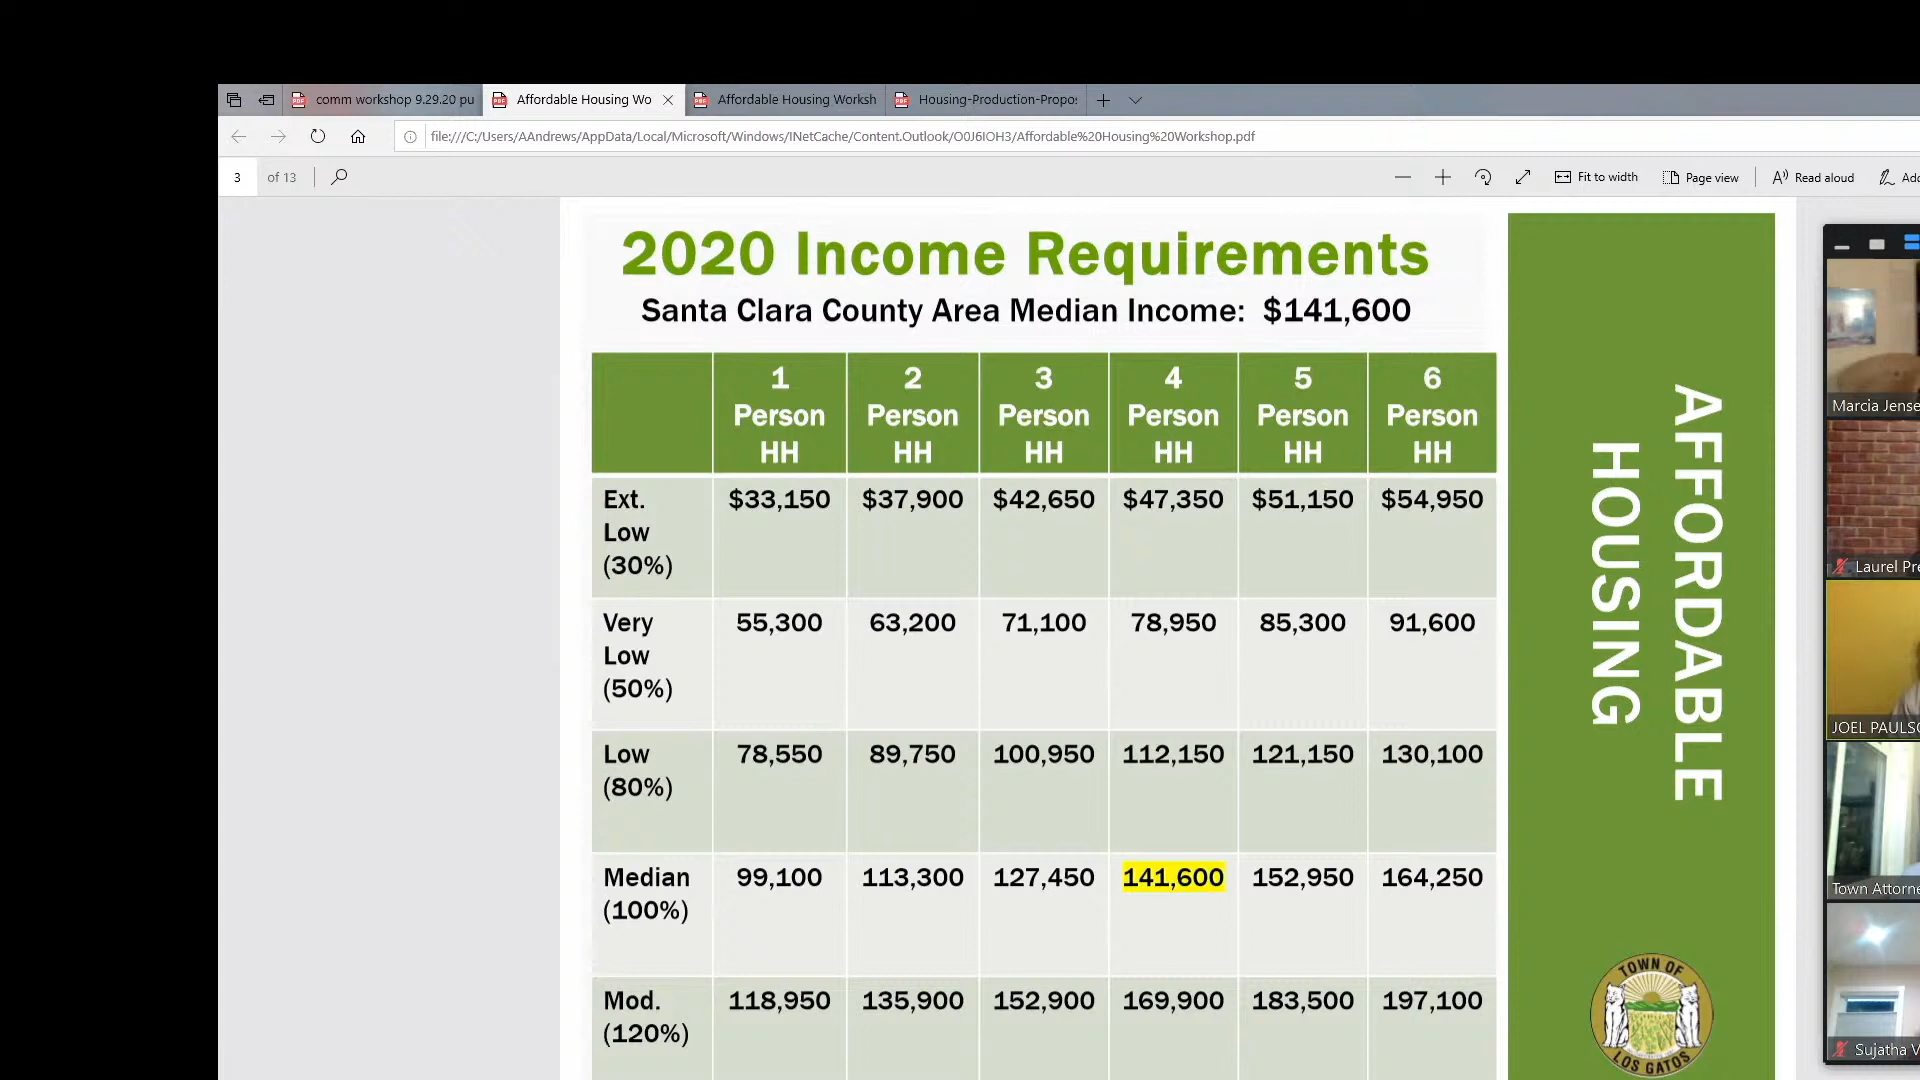 comm workshop 9.29.20 pu
Affordable Housing Wo
Affordable Housing Worksh
Housing-Production-Propos
file:///C:/Users/AAndrews/AppData/Local/Microsoft/Windows/INetCache/Content.Outlook/O0J6IOH3/Affordable%20Housing%20Workshop.pdf
3 of 13
Fit to width
Page view
Read aloud
2020 Income Requirements
Santa Clara County Area Median Income: $141,600
1 Person HH 2 Person HH 3 Person HH 4 Person HH 5 Person HH 6 Person HH
Ext. Low (30%) $33,150 $37,900 $42,650 $47,350 $51,150 $54,950
Very Low (50%) 55,300 63,200 71,100 78,950 85,300 91,600
Low (80%) 78,550 89,750 100,950 112,150 121,150 130,100
Median (100%) 99,100 113,300 127,450 141,600 152,950 164,250
Mod. (120%) 118,950 135,900 152,900 169,900 183,500 197,100
AFFORDABLE
HOUSING
TOWN OF
LOS GATOS
Marcia Jense
Laurel Pre
JOEL PAULSO
Town Attorne
Sujatha V